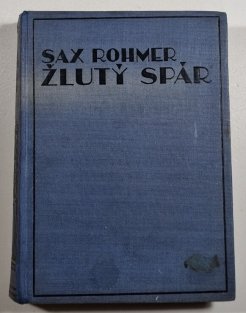 SAX ROHMER
ŽLUTÝ SPÁR